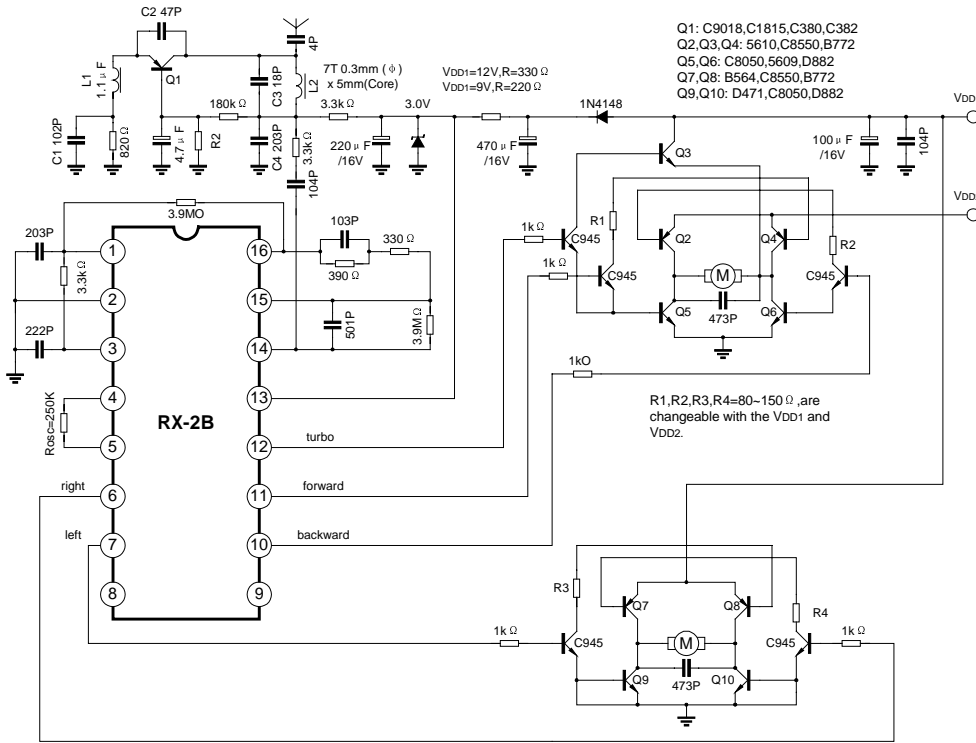 C2 47P
4P
L1
1.1μF
Q1
C3 18P
L2
7T 0.3mm (φ)
x 5mm(Core)
VDD1=12V,R=330Ω
VDD1=9V,R=220Ω
Q1: C9018,C1815,C380,C382
Q2,Q3,Q4: 5610,C8550,B772
Q5,Q6: C8050,5609,D882
Q7,Q8: B564,C8550,B772
Q9,Q10: D471,C8050,D882
C1 102P
820Ω
4.7μF
180kΩ
R2
C4 203P
3.3kΩ
3.3kΩ
104P
220μF
/16V
3.0V
470μF
/16V
1N4148
Q3
100μF
/16V
104P
VDD
VDD
3.9MO
203P
3.3kΩ
222P
Rosc=250K
right
left
1
2
3
4
5
6
7
8
RX-2B
16
15
14
13
12
11
10
9
103P
390Ω
330Ω
501P
3.9MΩ
turbo
forward
backward
1kΩ
C945
1kΩ
C945
R1
Q2
Q4
R2
M
473P
Q5
Q6
C945
1kO
R1,R2,R3,R4=80~150Ω,are
changeable with the VDD1 and
VDD2.
1kΩ
C945
R3
Q7
Q8
M
473P
Q9
Q10
R4
C945
1kΩ